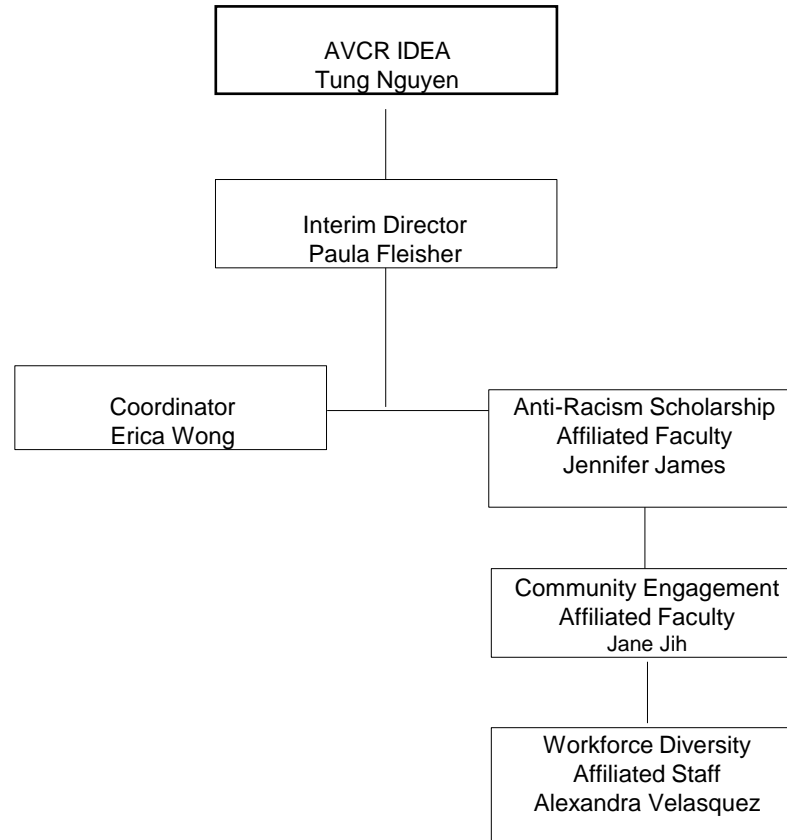 AVCR IDEA
Tung Nguyen
Interim Director
Paula Fleisher
Coordinator
Erica Wong
Anti-Racism Scholarship
Affiliated Faculty
Jennifer James
Community Engagement
Affiliated Faculty
Jane Jih
Workforce Diversity
Affiliated Staff
Alexandra Velasquez